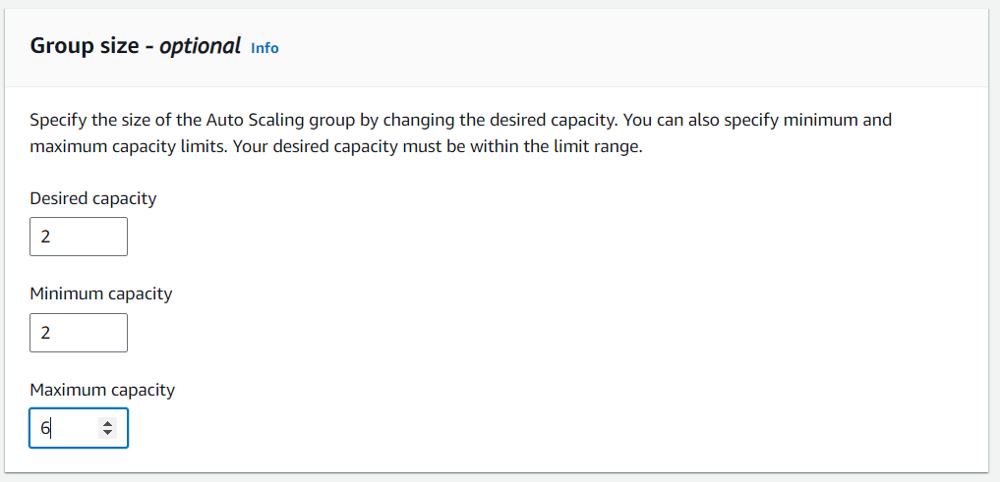 Group size - optional Info
Specify the size of the Auto Scaling group by changing the desired capacity. You can also specify minimum and
maximum capacity limits. Your desired capacity must be within the limit range.
Desired capacity
2
Minimum capacity
2
Maximum capacity
6